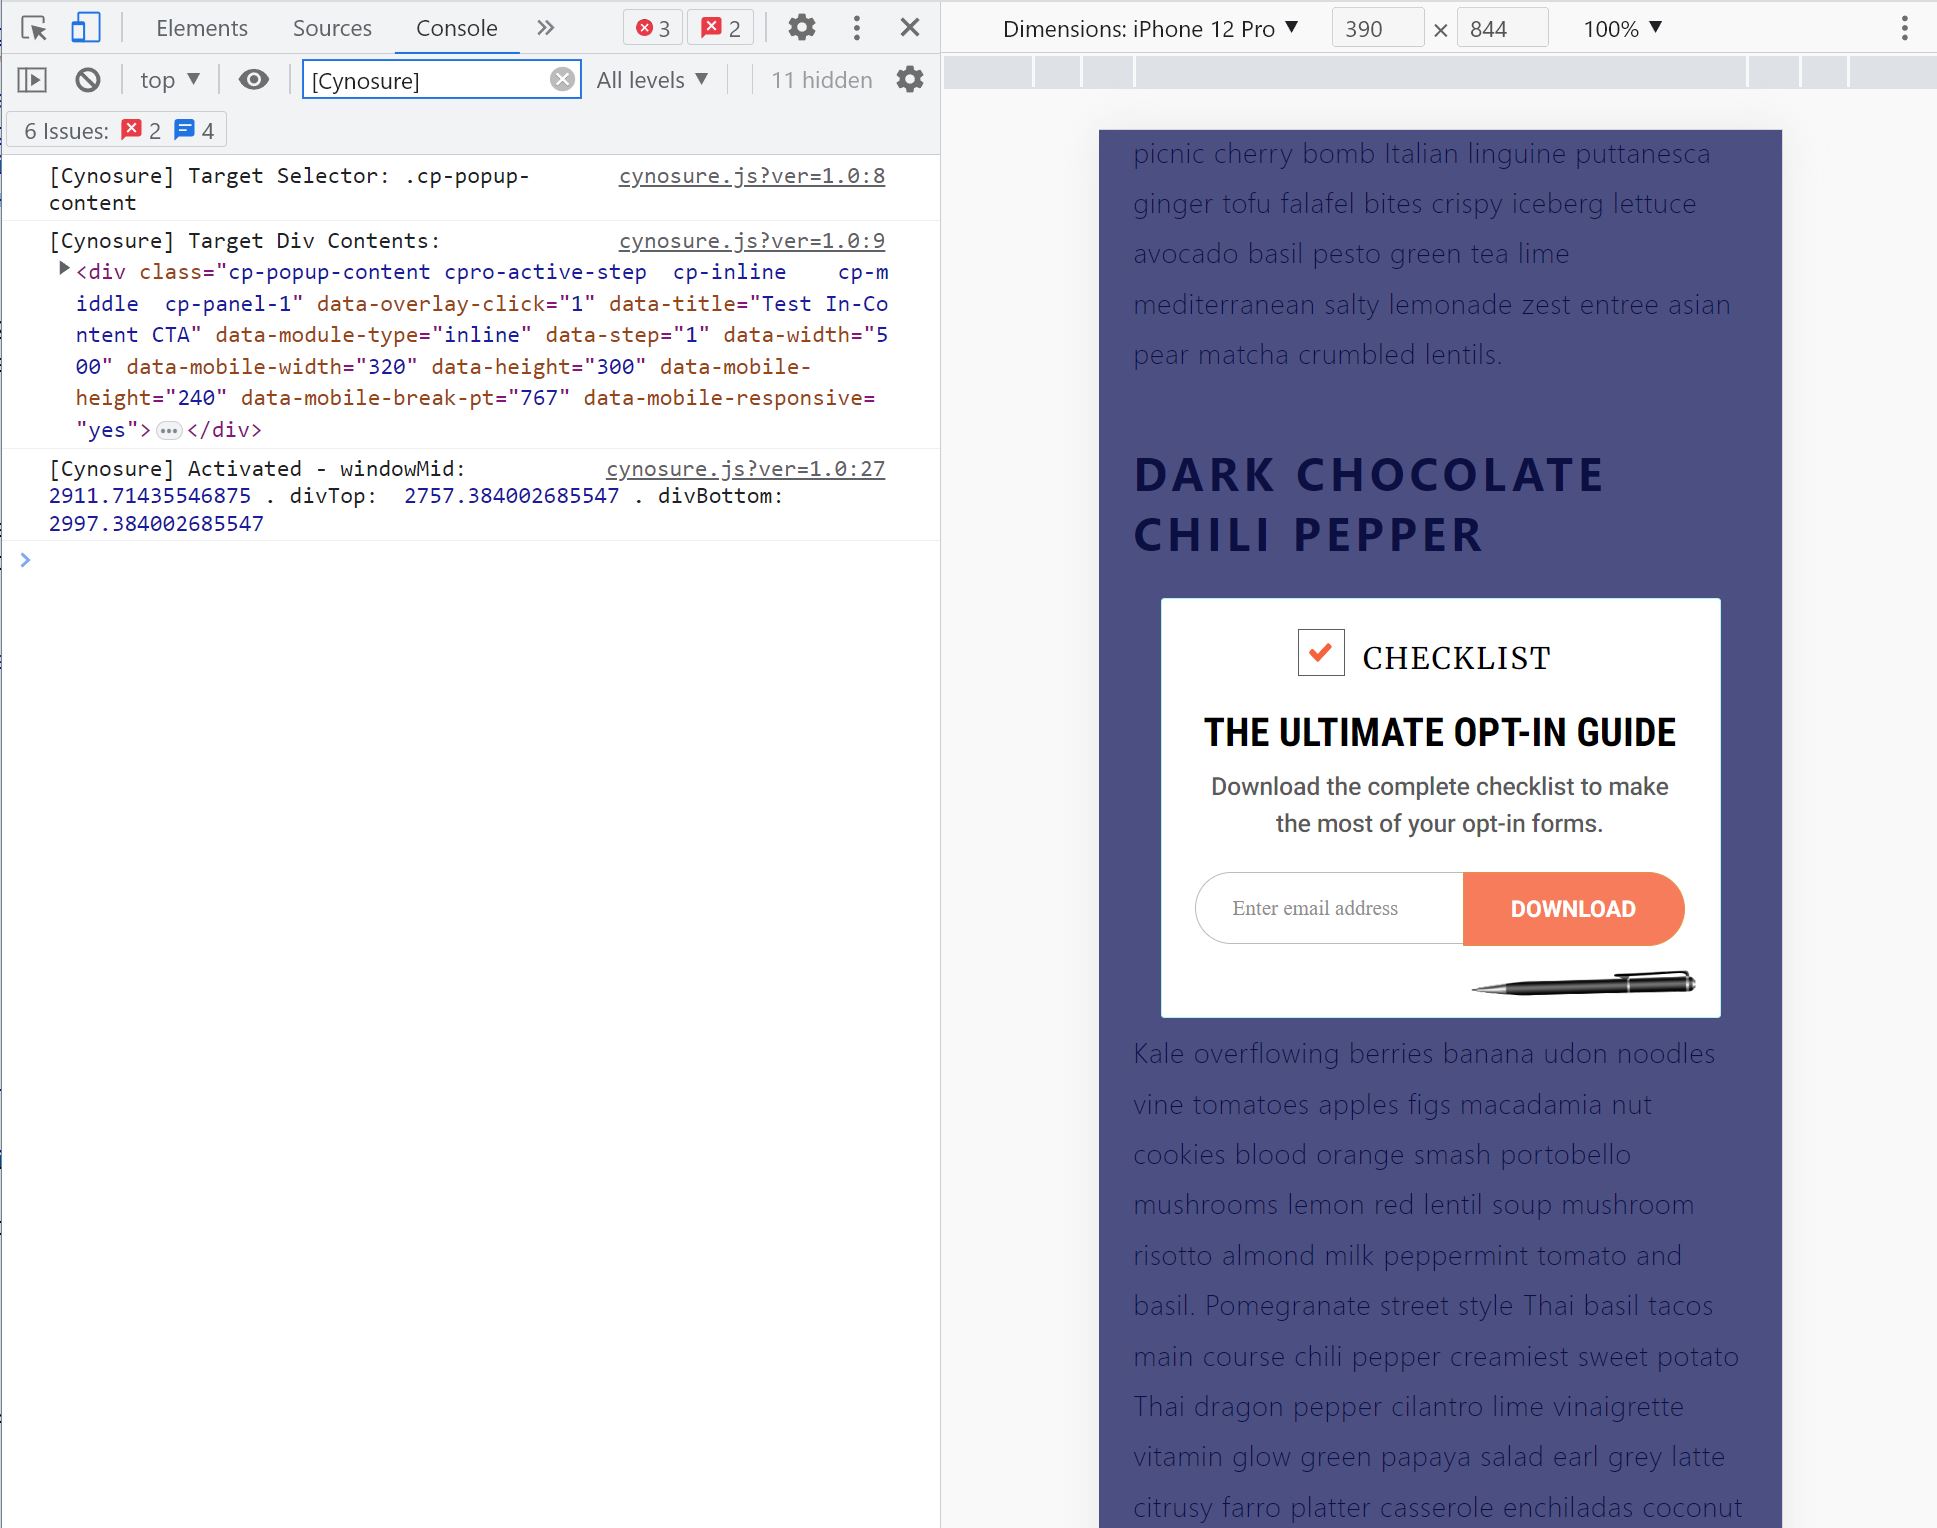 Elements Sources Console 3 2
Dimensions: iPhone 12 Pro ▼ 390 × 844 100% ▼
top ▼ [Cynosure] All levels ▼ 11 hidden
6 Issues: 2 4
[Cynosure] Target Selector: .cp-popup- cynosure.js?ver=1.0:8
content
[Cynosure] Target Div Contents: cynosure.js?ver=1.0:9
<div class="cp-popup-content cpro-active-step cp-inline cp-m
iddle cp-panel-1" data-overlay-click="1" data-title="Test In-Co
ntent CTA" data-module-type="inline" data-step="1" data-width="5
00" data-mobile-width="320" data-height="300" data-mobile-
height="240" data-mobile-break-pt="767" data-mobile-responsive=
"yes">…</div>
[Cynosure] Activated - windowMid: cynosure.js?ver=1.0:27
2911.71435546875 . divTop: 2757.384002685547 . divBottom:
2997.384002685547
picnic cherry bomb Italian linguine puttanesca
ginger tofu falafel bites crispy iceberg lettuce
avocado basil pesto green tea lime
mediterranean salty lemonade zest entree asian
pear matcha crumbled lentils.
DARK CHOCOLATE
CHILI PEPPER
CHECKLIST
THE ULTIMATE OPT-IN GUIDE
Download the complete checklist to make
the most of your opt-in forms.
Enter email address DOWNLOAD
Kale overflowing berries banana udon noodles
vine tomatoes apples figs macadamia nut
cookies blood orange smash portobello
mushrooms lemon red lentil soup mushroom
risotto almond milk peppermint tomato and
basil. Pomegranate street style Thai basil tacos
main course chili pepper creamiest sweet potato
Thai dragon pepper cilantro lime vinaigrette
vitamin glow green papaya salad earl grey latte
citrusy farro platter casserole enchiladas coconut